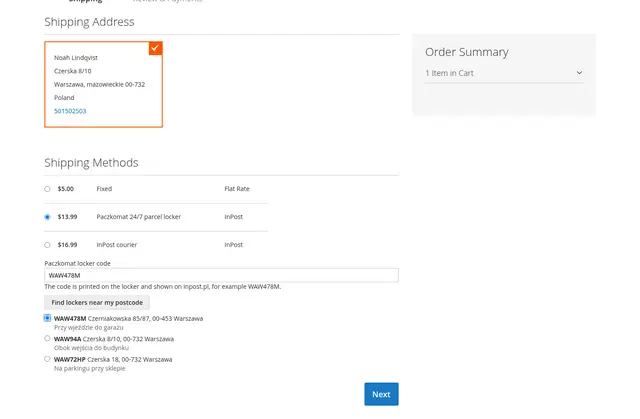 Shipping Address
Noah Lindqvist
Czerska 8/10
Warszawa, mazowieckie 00-732
Poland
501502503
Order Summary
1 Item in Cart
Shipping Methods
$5.00 Fixed Flat Rate
$13.99 Paczkomat 24/7 parcel locker InPost
$16.99 InPost courier InPost
Paczkomat locker code
WAW478M
The code is printed on the locker and shown on inpost.pl, for example WAW478M.
Find lockers near my postcode
WAW478M Czerniakowska 85/87, 00-453 Warszawa
Przy wjeździe do garażu
WAW94A Czerska 8/10, 00-732 Warszawa
Obok wejścia do budynku
WAW72HP Czerska 18, 00-732 Warszawa
Na parkingu przy sklepie
Next